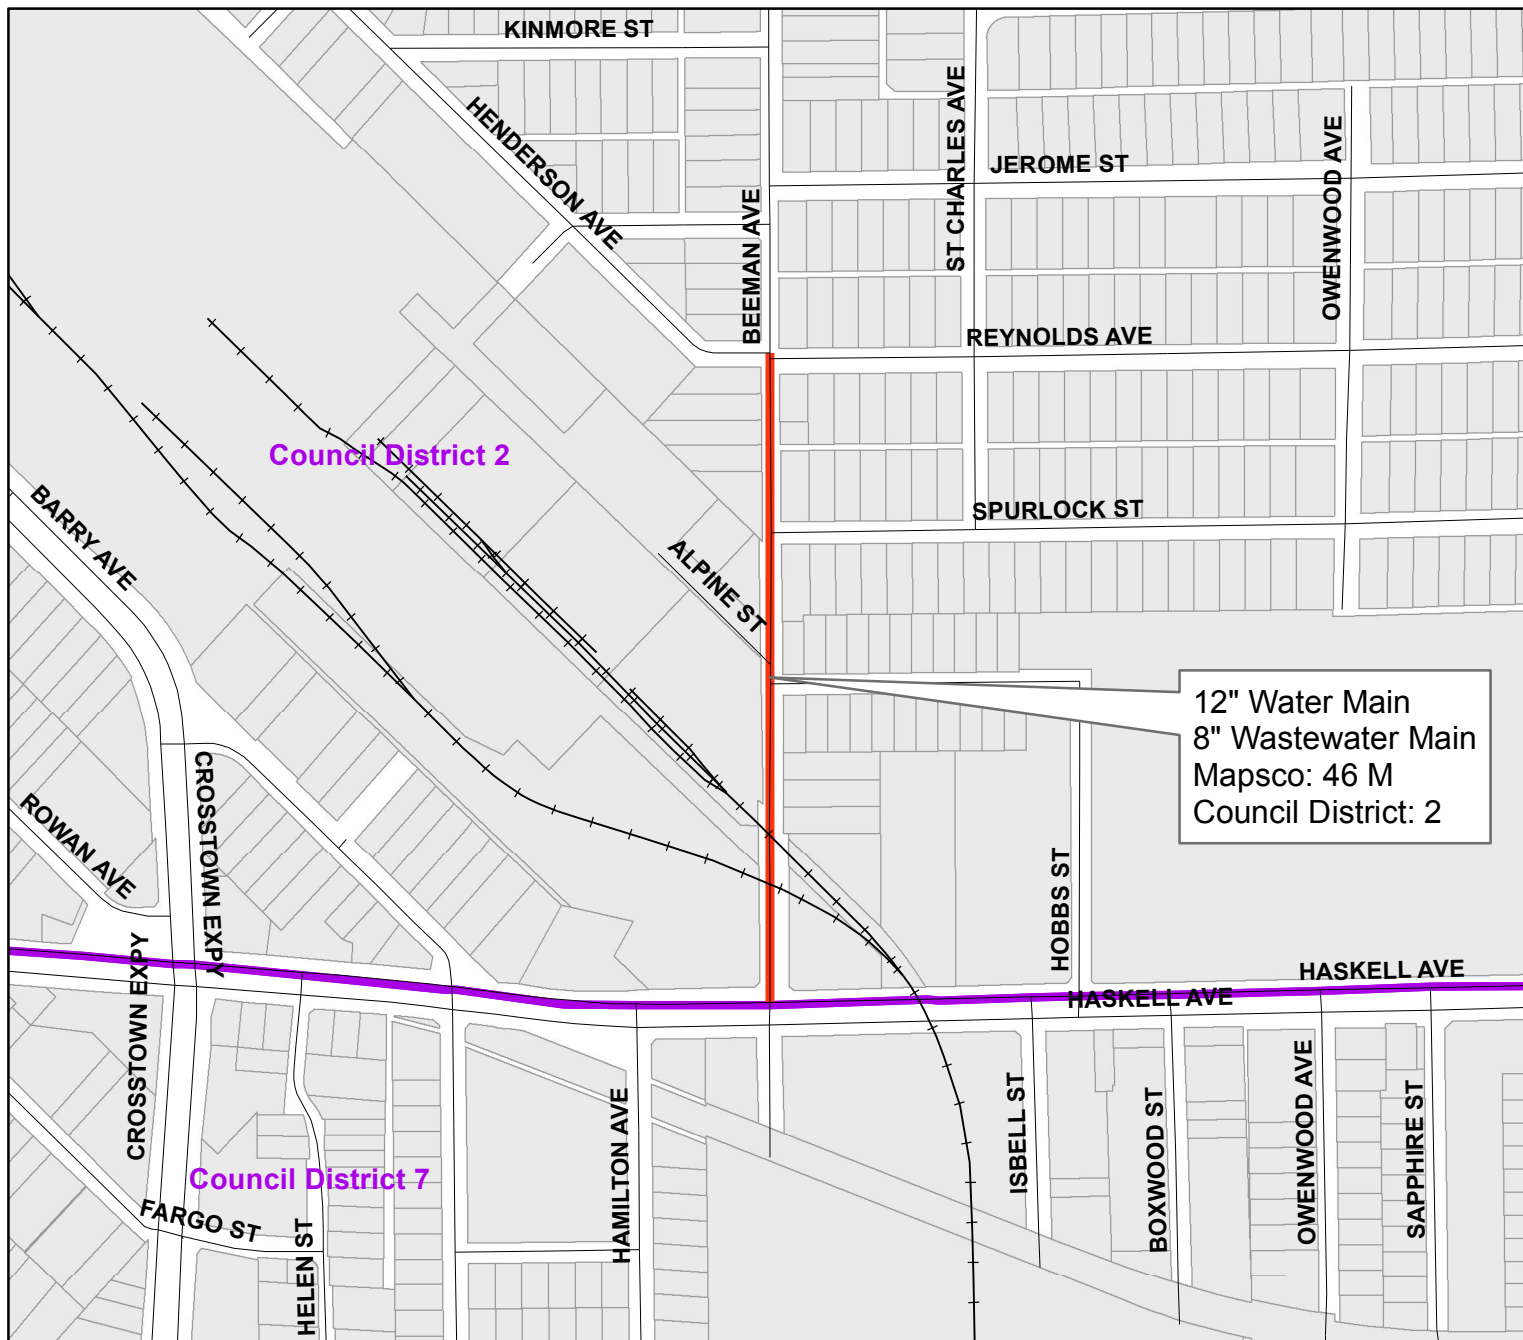 KINMORE ST
HENDERSON AVE
ST CHARLES AVE
JEROME ST
OWENWOOD AVE
BEEMAN AVE
REYNOLDS AVE
Council District 2
BARRY AVE
SPURLOCK ST
ALPINE ST
12" Water Main
8" Wastewater Main
Mapsco: 46 M
Council District: 2
ROWAN AVE
CROSSTOWN EXPY
CROSSTOWN EXPY
HOBBS ST
HASKELL AVE
HASKELL AVE
Council District 7
FARGO ST
HELEN ST
HAMILTON AVE
ISBELL ST
BOXWOOD ST
OWENWOOD AVE
SAPPHIRE ST